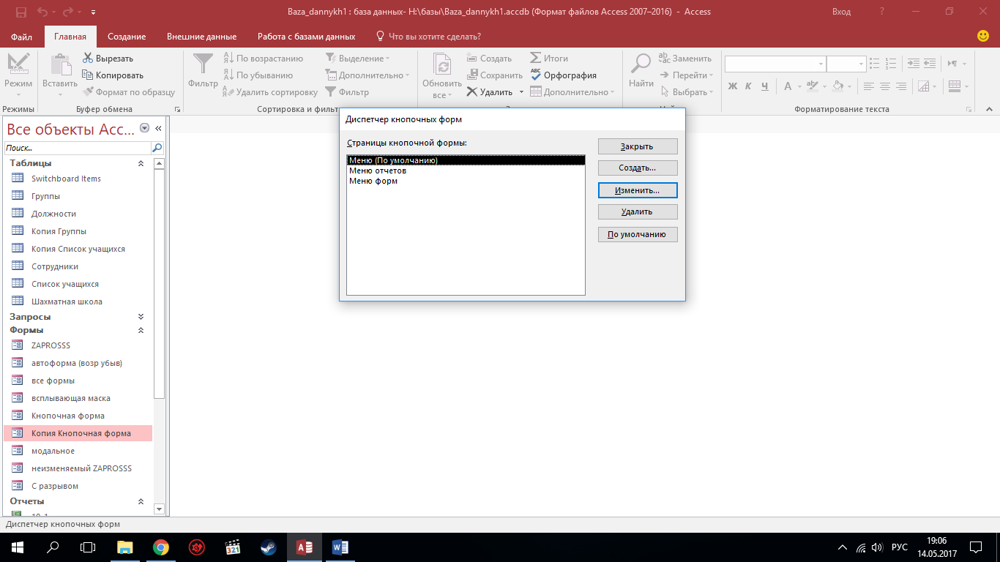 Baza_dannykh1 : база данных- H:\базы\Baza_dannykh1.accdb (Формат файлов Access 2007–2016) - Access
Вход
?
Файл
Главная
Создание
Внешние данные
Работа с базами данных
Что вы хотите сделать?
Режим
Режимы
Вставить
Вырезать
Копировать
Формат по образцу
Буфер обмена
Фильтр
По возрастанию
По убыванию
Удалить сортировку
Выделение
Дополнительно
Фильтр
Сортировка и фильт
Обновить
все
Создать
Сохранить
Удалить
Итоги
Орфография
Дополнительно
Найти
Заменить
Перейти
Выбрать
Ж К Ч
Форматирование текста
Все объекты Acc...
Поиск...
Таблицы
Switchboard Items
Группы
Должности
Копия Группы
Копия Список учащихся
Сотрудники
Список учащихся
Шахматная школа
Запросы
Формы
ZAPROSSS
автоформа (возр убыв)
все формы
всплывающая маска
Кнопочная форма
Копия Кнопочная форма
модальное
неизменяемый ZAPROSSS
С разрывом
Отчеты
Диспетчер кнопочных форм
Страницы кнопочной формы:
Меню (По умолчанию)
Меню отчетов
Меню форм
Закрыть
Создать...
Изменить...
Удалить
По умолчанию
Диспетчер кнопочных форм
321
РУС
19:06
14.05.2017